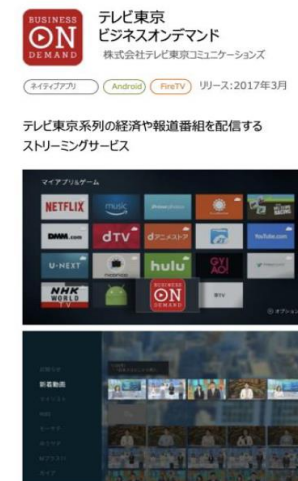 BUSINESS
ON
DEMAND
テレビ東京
ビジネスオンデマンド
株式会社テレビ東京コミュニケーションズ
ネイティブアプリ
Android
FireTV
リリース:2017年3月
テレビ東京系列の経済や報道番組を配信する
ストリーミングサービス
マイアプリ&ゲーム
NETFLIX
music
DMM.com
dTV
dアニメストア
YouTube.com
U-NEXT
hulu
GYAO!
NHK
WORLD
TV
BUSINESS
ON
DEMAND
オプション
新着動画